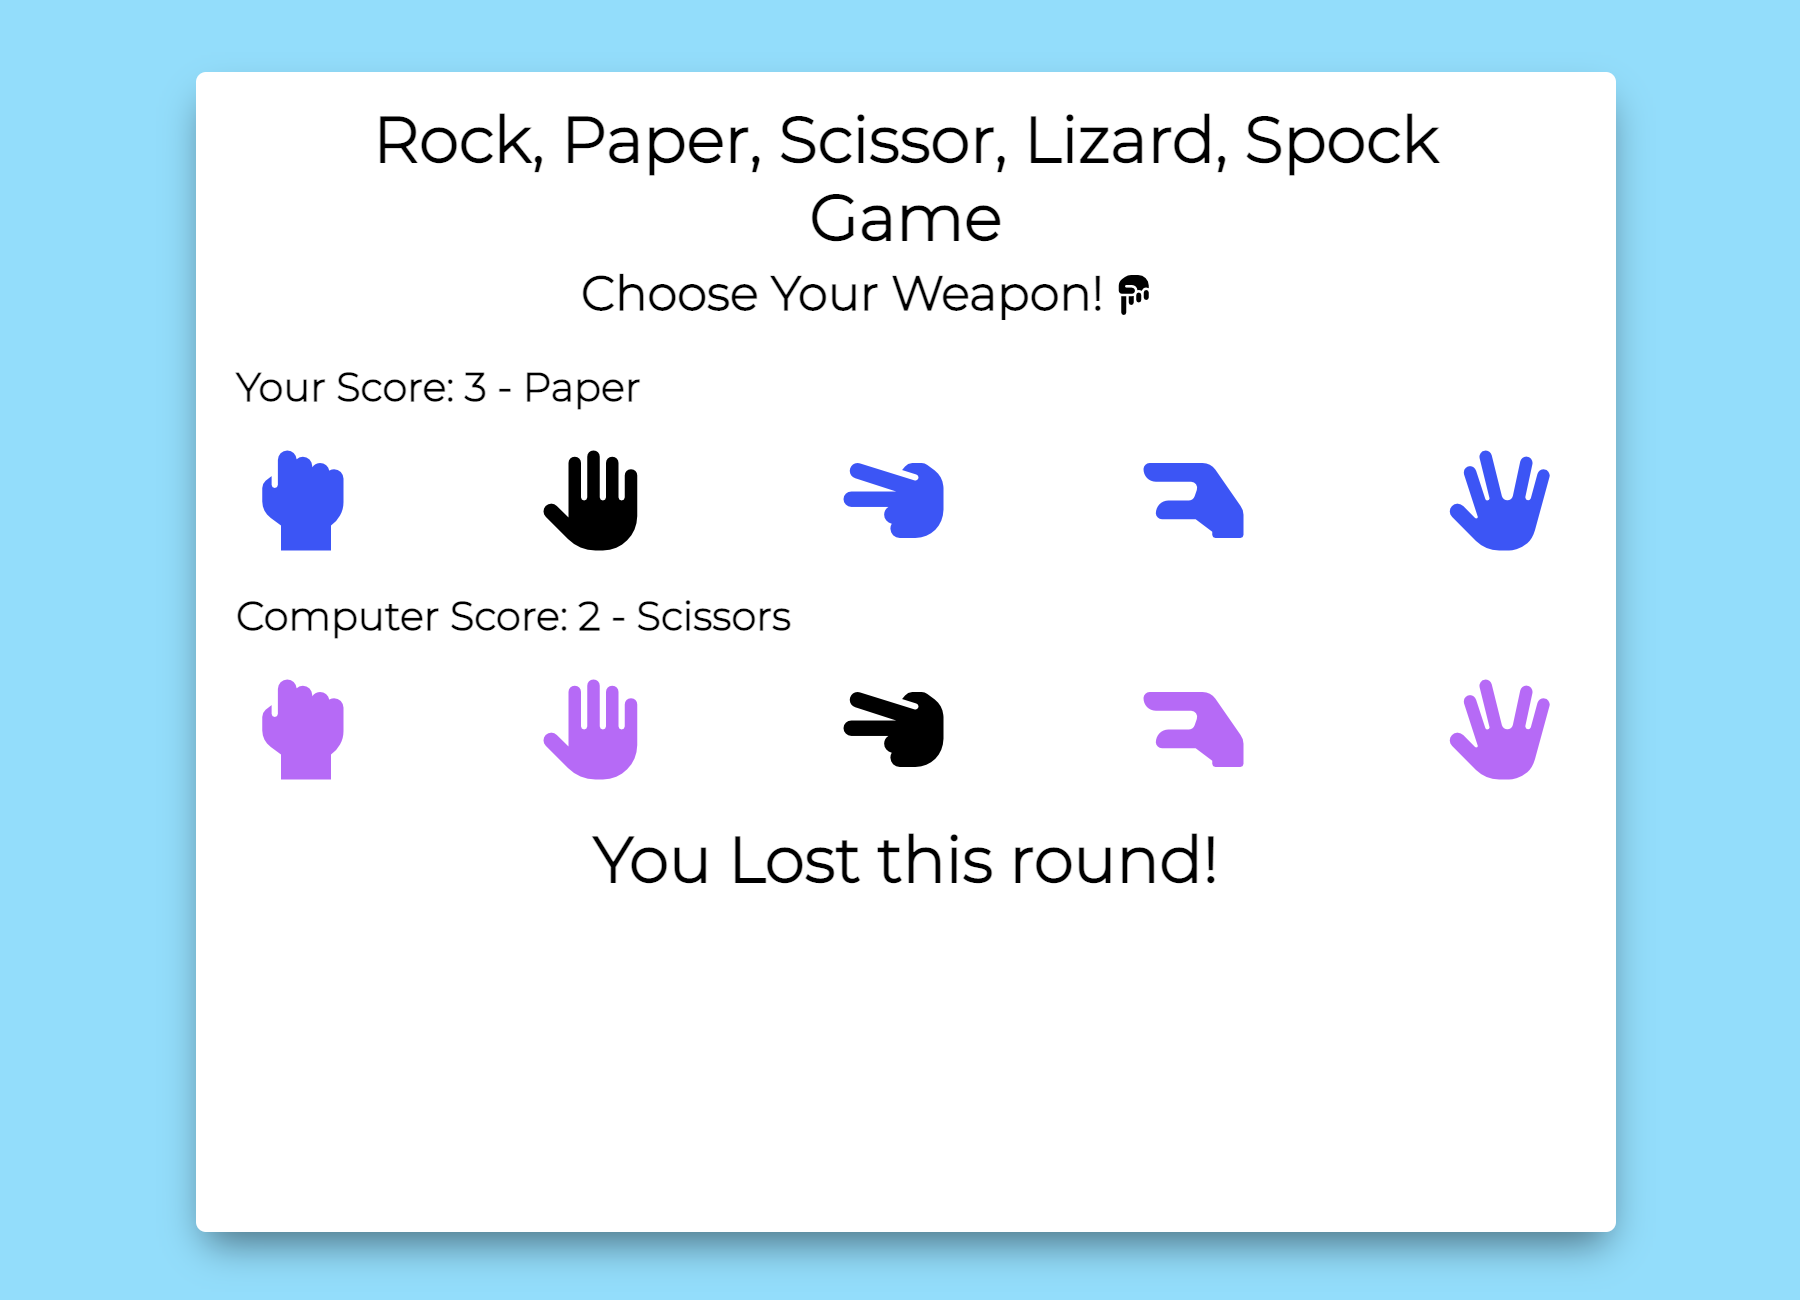 Rock, Paper, Scissor, Lizard, Spock
Game
Choose Your Weapon!
Your Score: 3 - Paper
Computer Score: 2 - Scissors
You Lost this round!